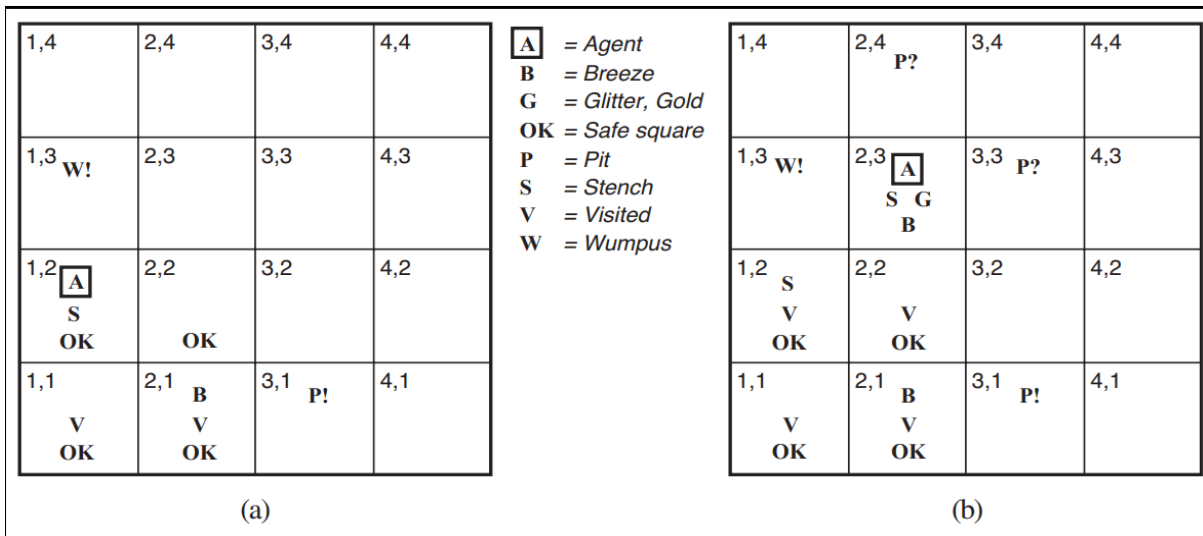 1,4 2,4 3,4 4,4
1,3 W! 2,3 3,3 4,3
1,2 A 2,2 3,2 4,2
S
OK OK
1,1 2,1 B 3,1 P! 4,1
V V
OK OK
(a)
A = Agent
B = Breeze
G = Glitter, Gold
OK = Safe square
P = Pit
S = Stench
V = Visited
W = Wumpus
1,4 2,4 P? 3,4 4,4
1,3 W! 2,3 A 3,3 P? 4,3
S G
B
1,2 S 2,2 3,2 4,2
V V
OK OK
1,1 2,1 B 3,1 P! 4,1
V V
OK OK
(b)